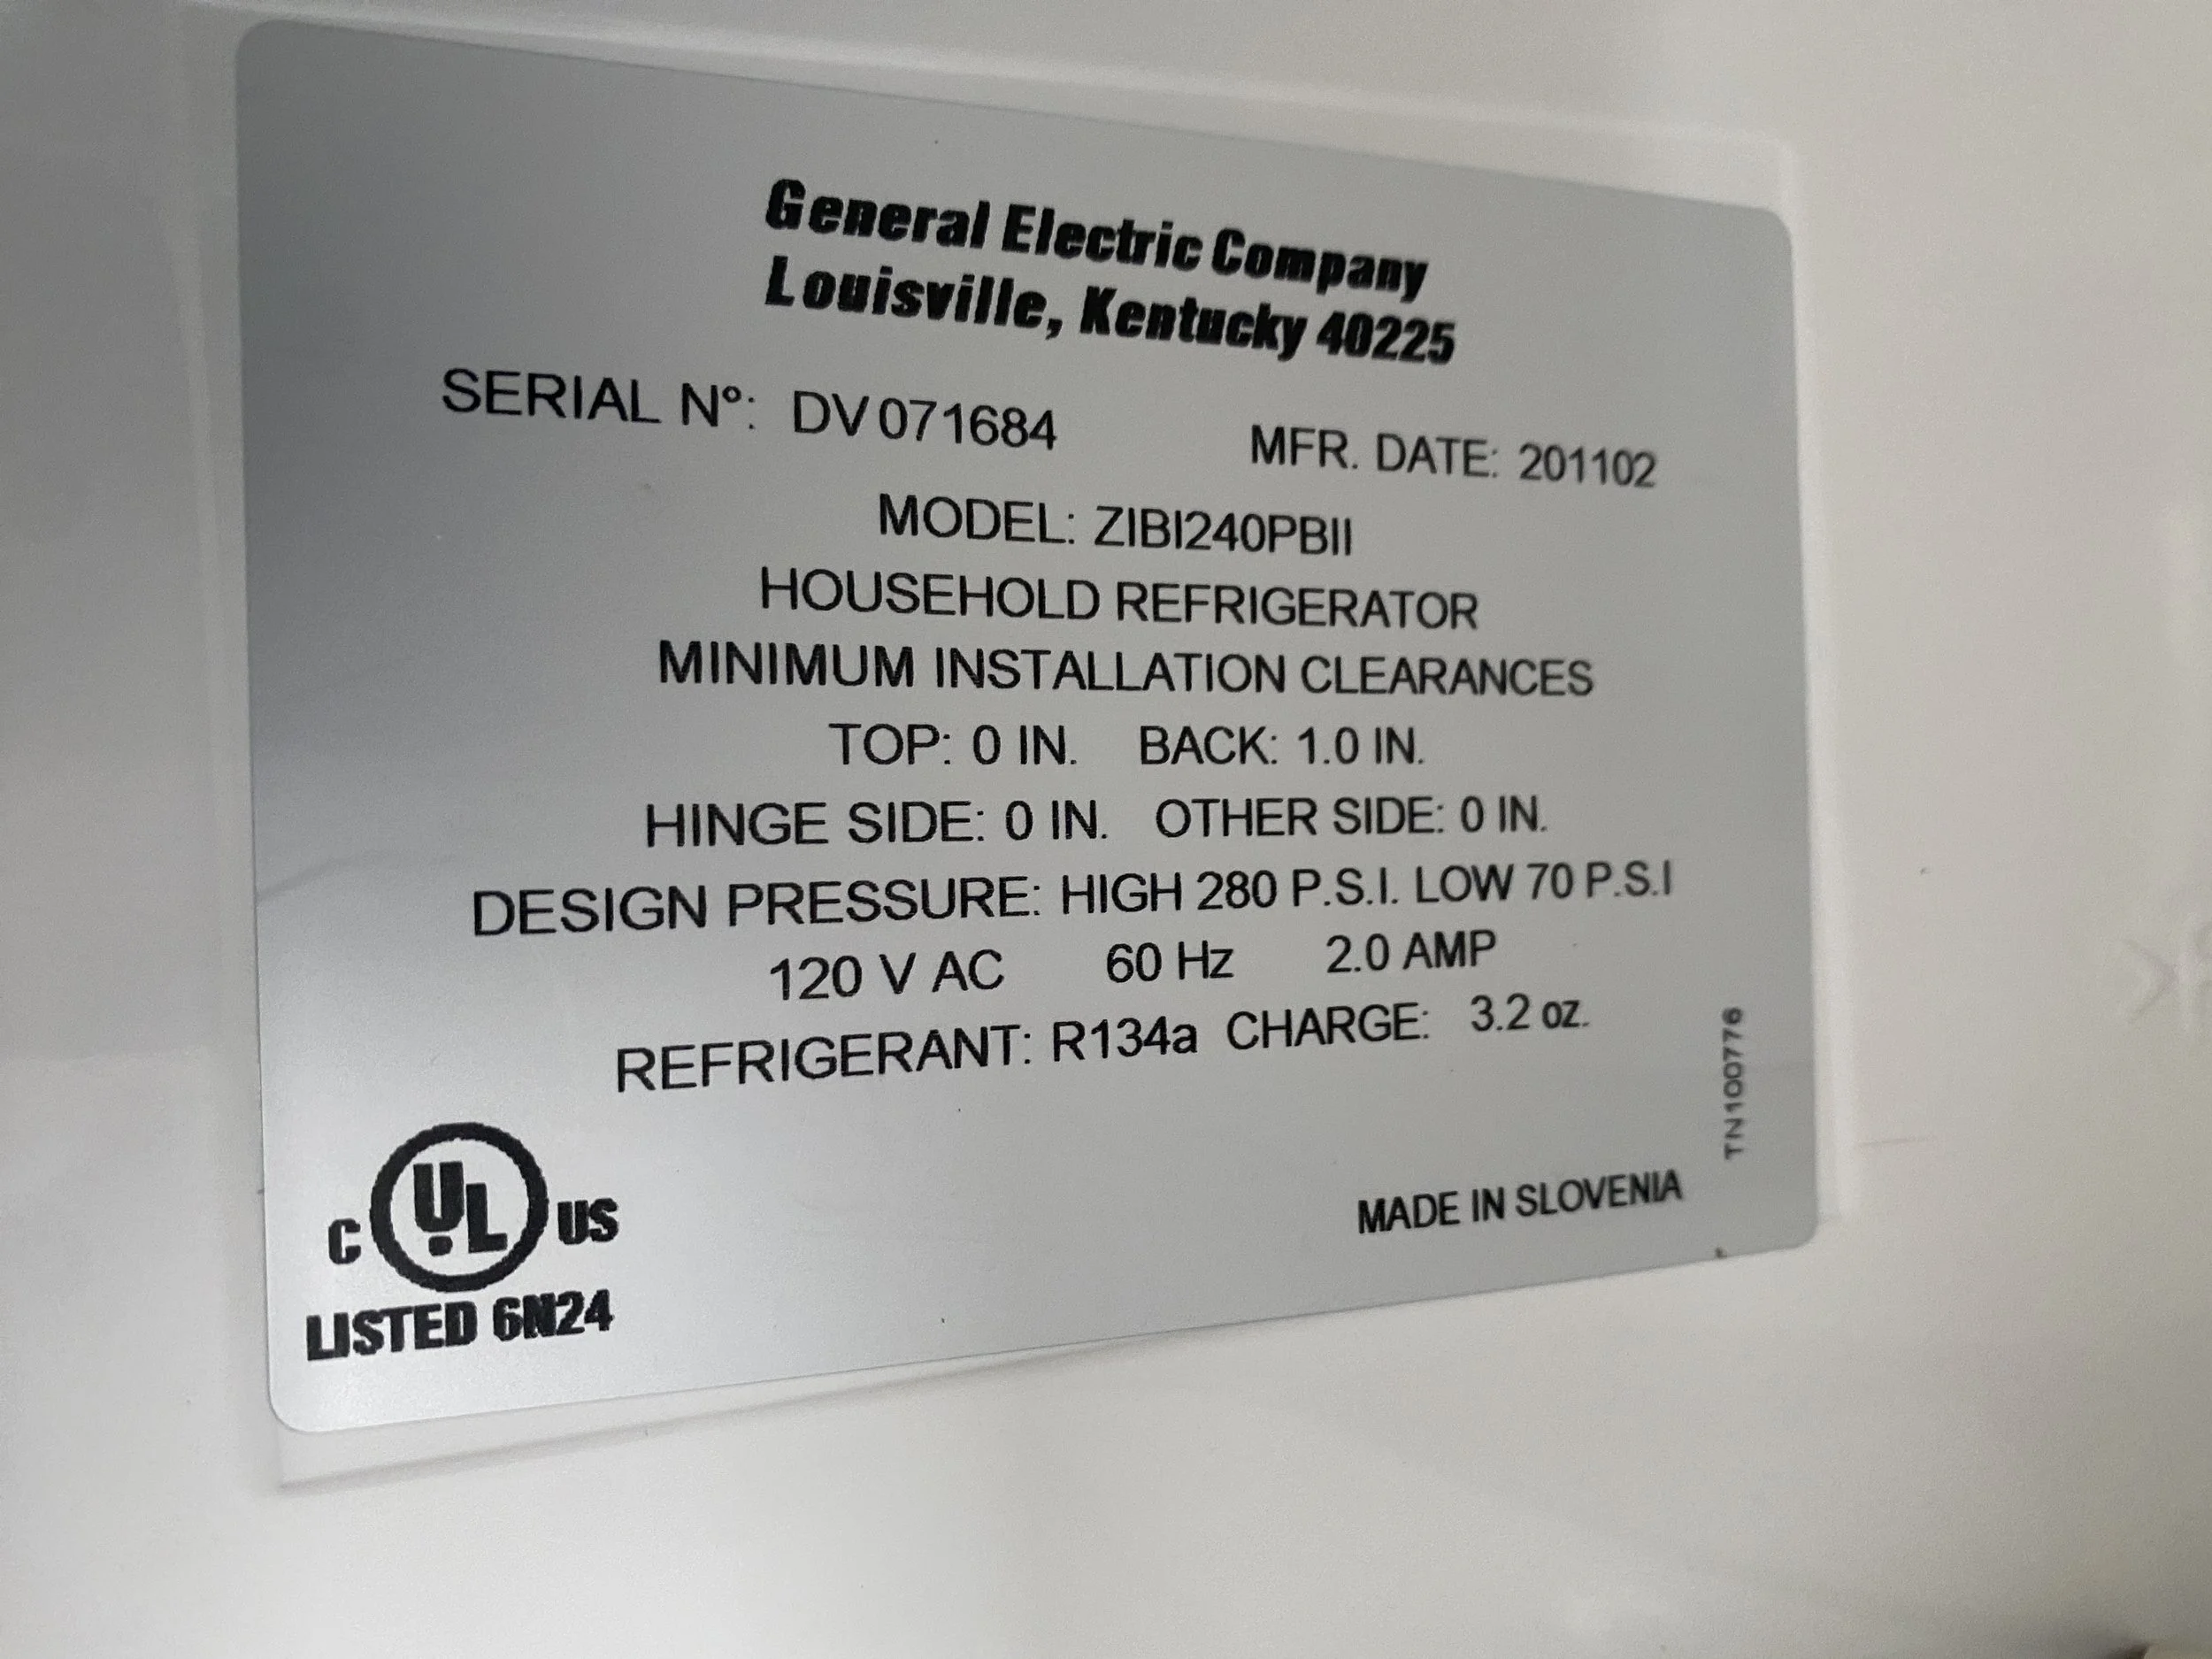 General Electric Company
Louisville, Kentucky 40225
SERIAL Nº: DV071684 MFR. DATE: 201102
MODEL: ZIBI240PBII
HOUSEHOLD REFRIGERATOR
MINIMUM INSTALLATION CLEARANCES
TOP: 0 IN. BACK: 1.0 IN.
HINGE SIDE: 0 IN. OTHER SIDE: 0 IN.
DESIGN PRESSURE: HIGH 280 P.S.I. LOW 70 P.S.I
120 V AC 60 Hz 2.0 AMP
REFRIGERANT: R134a CHARGE: 3.2 oz.
TN100776
C UL US
LISTED 6N24
MADE IN SLOVENIA